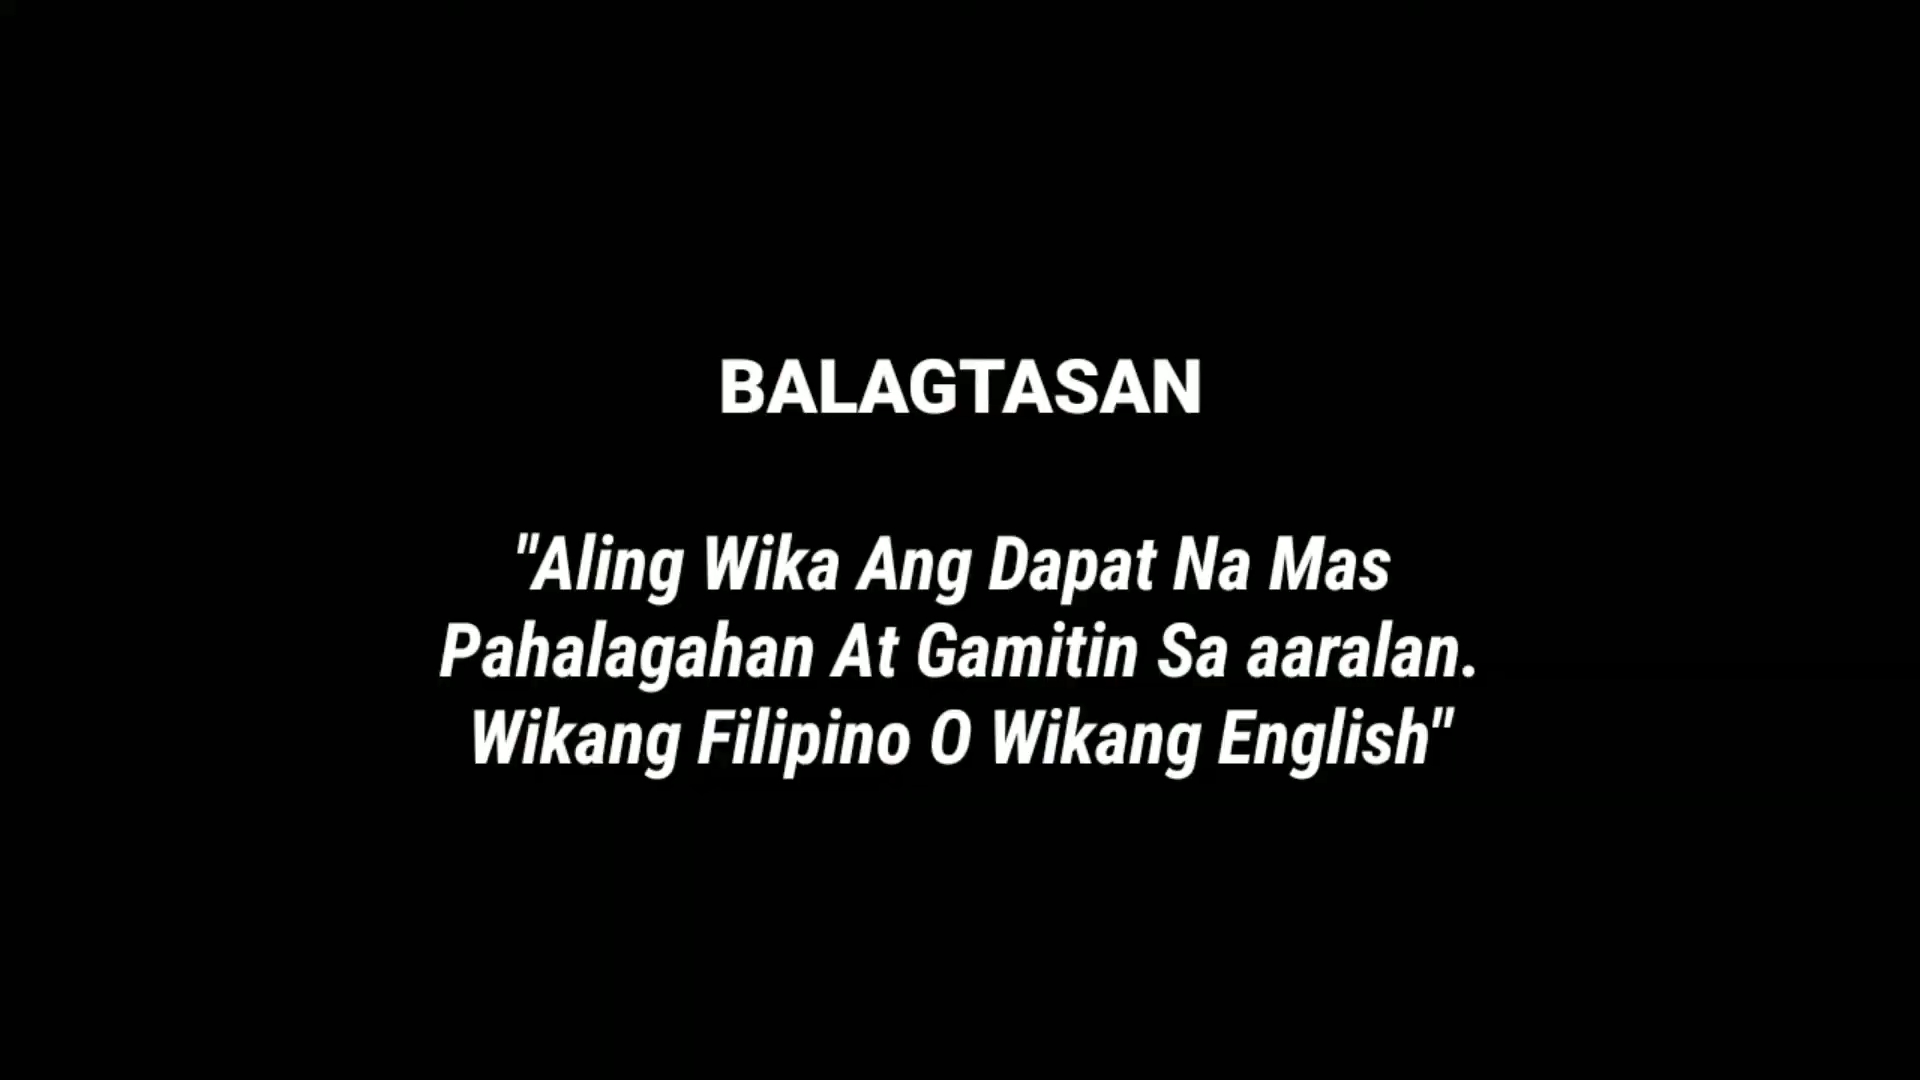 BALAGTASAN
"Aling Wika Ang Dapat Na Mas
Pahalagahan At Gamitin Sa aaralan.
Wikang Filipino O Wikang English"